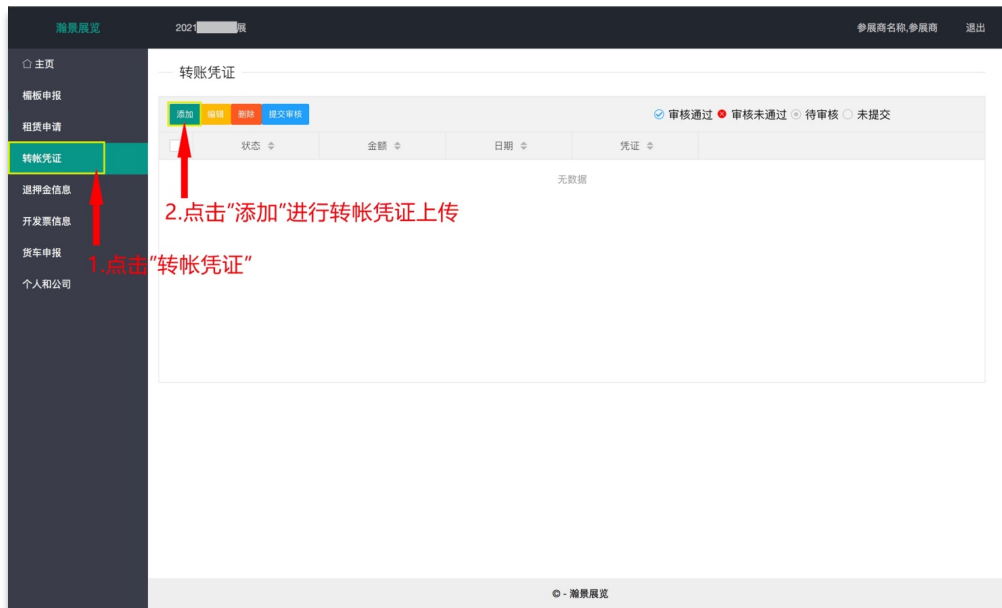 瀚景展览
2021 展
参展商名称,参展商 退出
主页
楣板申报
租赁申请
转帐凭证
退押金信息
开发票信息
货车申报
个人和公司
转账凭证
添加 编辑 删除 提交审核
审核通过 审核未通过 待审核 未提交
状态 金额 日期 凭证
无数据
2.点击"添加"进行转帐凭证上传
1.点击"转帐凭证"
© - 瀚景展览